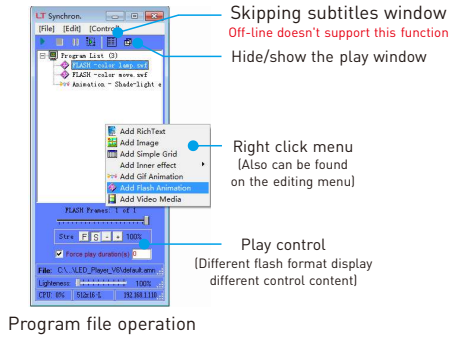 LT Synchron.
[File] [Edit] [Control]
Skipping subtitles window
Off-line doesn't support this function
Hide/show the play window
Program List (3)
FLASH -color lamp.swf
FLASH -color move.swf
Animation - Shade-light e
Add RichText
Add Image
Add Simple Grid
Add Inner effect
Add Gif Animation
Add Flash Animation
Add Video Media
Right click menu
(Also can be found
on the editing menu)
FLASH Frames: 1 of 1
Stre F S - + 100%
Force play duration(s) 0
Play control
(Different flash format display
different control content)
File: C:\...\LED_Player_V6\default.amn
Lighteness: 100%
CPU: 0% 512x16-1, 192.168.1.110
Program file operation